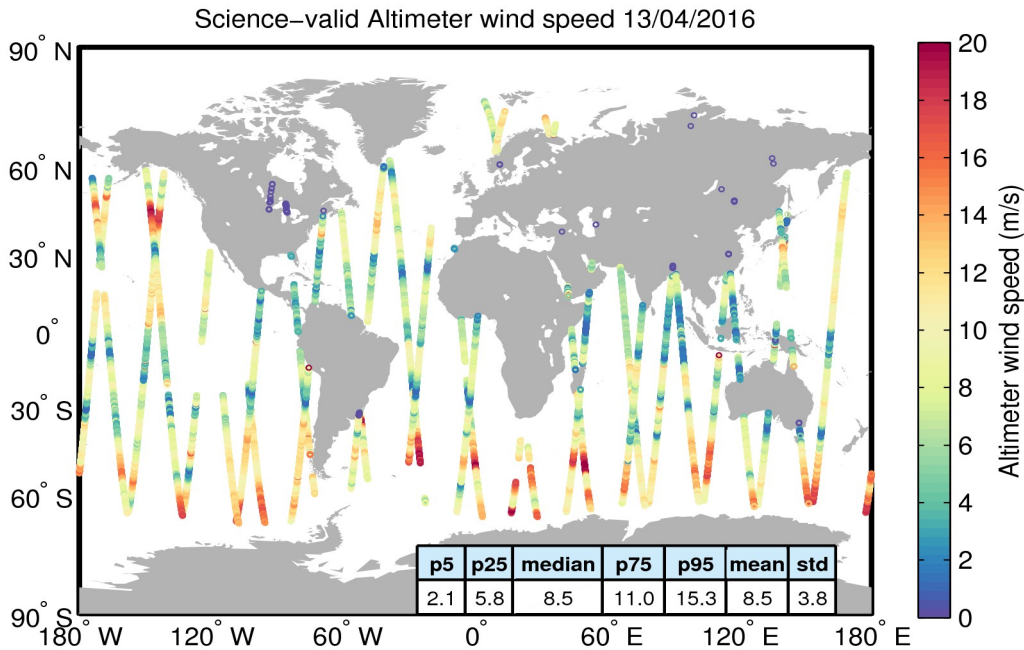 Science−valid Altimeter wind speed 13/04/2016
90° N
60° N
30° N
0°
30° S
60° S
90° S
180° W
120° W
60° W
0°
60° E
120° E
180° E
p5 p25 median p75 p95 mean std
2.1 5.8 8.5 11.0 15.3 8.5 3.8
20
18
16
14
12
10
8
6
4
2
0
Altimeter wind speed (m/s)